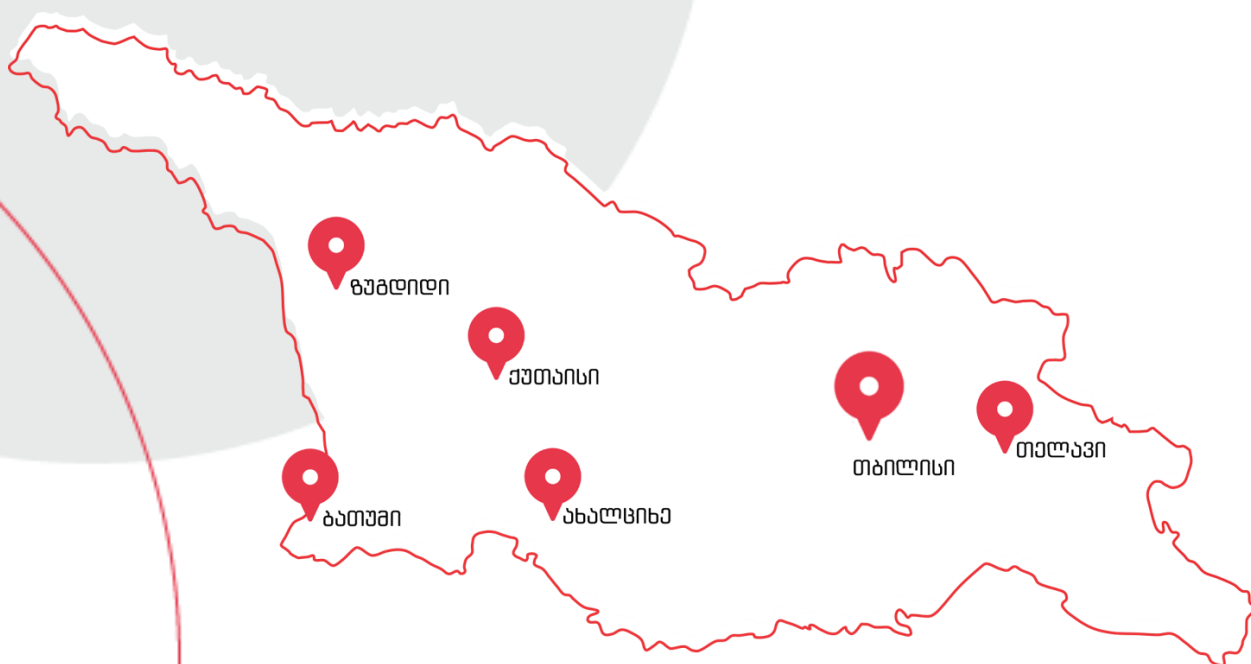 ზუგდიდი
ქუთაისი
თბილისი
თელავი
ბათუმი
ახალციხე